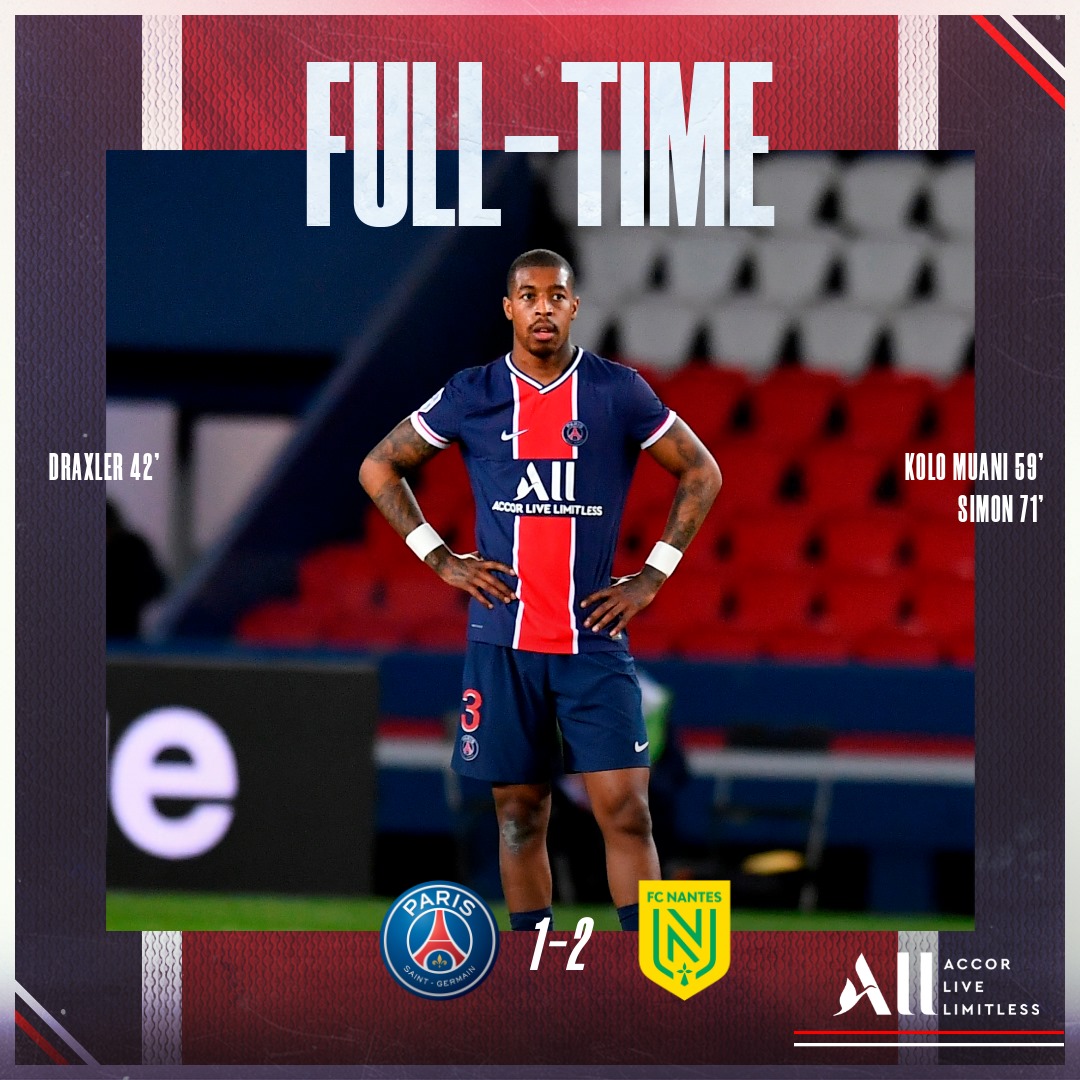 FULL-TIME
DRAXLER 42’
KOLO MUANI 59’
SIMON 71’
All
ACCOR LIVE LIMITLESS
3
e
PARIS
SAINT-GERMAIN
1-2
FC NANTES
N
All
ACCOR
LIVE
LIMITLESS